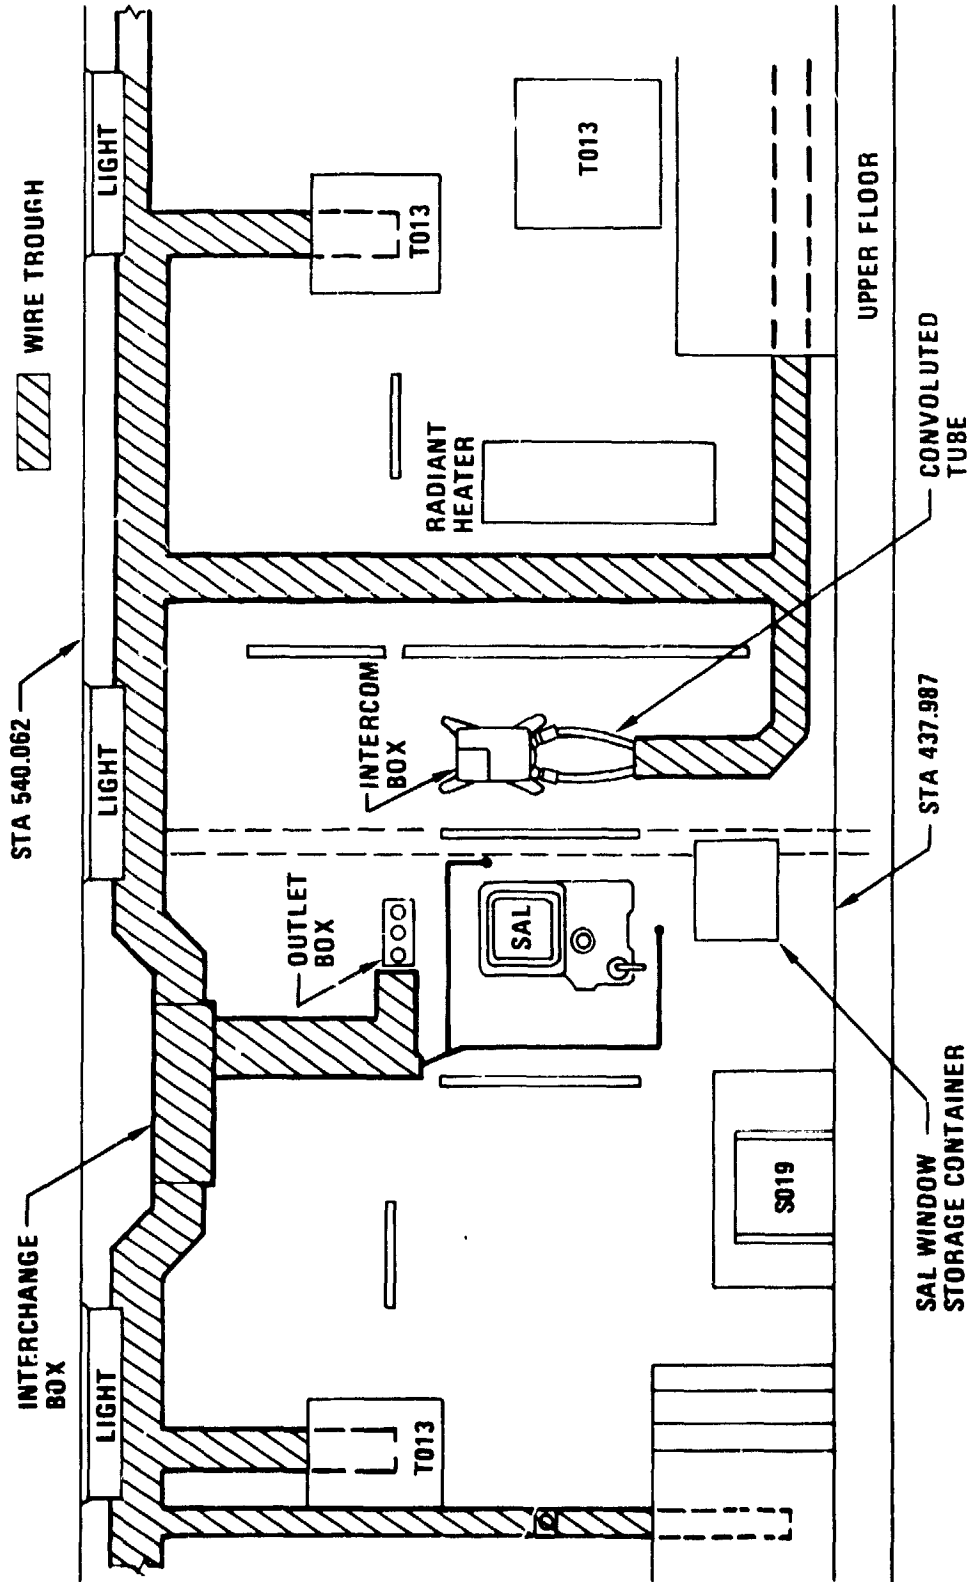 WIRE TROUGH
STA 540.062
INTERCHANGE
BOX
LIGHT
LIGHT
LIGHT
OUTLET
BOX
INTERCOM
BOX
RADIANT
HEATER
T013
T013
T013
SAL
S019
UPPER FLOOR
SAL WINDOW
STORAGE CONTAINER
STA 437.987
CONVOLUTED
TUBE